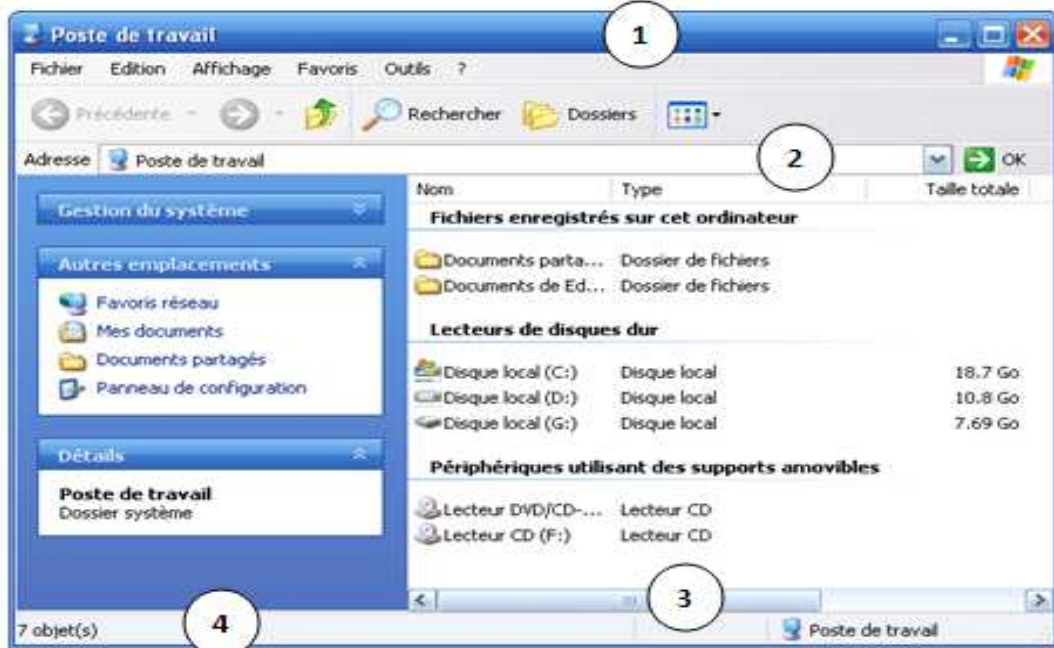 Poste de travail
1
Fichier Edition Affichage Favoris Outils ?
Précédente Rechercher Dossiers
Adresse Poste de travail OK
2
Gestion du système
Autres emplacements
Favoris réseau
Mes documents
Documents partagés
Panneau de configuration
Détails
Poste de travail
Dossier système
Nom Type Taille totale
Fichiers enregistrés sur cet ordinateur
Documents parta... Dossier de fichiers
Documents de Ed... Dossier de fichiers
Lecteurs de disques dur
Disque local (C:) Disque local 18.7 Go
Disque local (D:) Disque local 10.8 Go
Disque local (G:) Disque local 7.69 Go
Périphériques utilisant des supports amovibles
Lecteur DVD/CD-... Lecteur CD
Lecteur CD (F:) Lecteur CD
3
7 objet(s) 4 Poste de travail